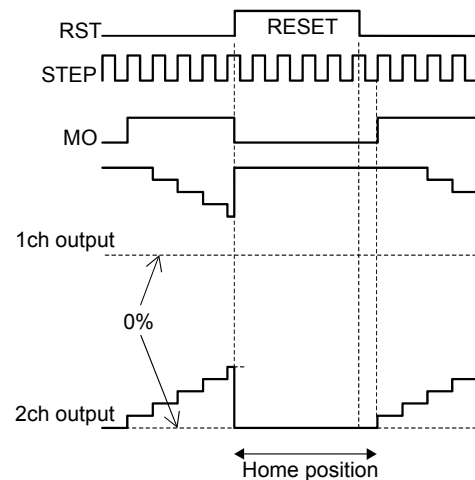 RST
RESET
STEP
MO
1ch output
0%
2ch output
Home position